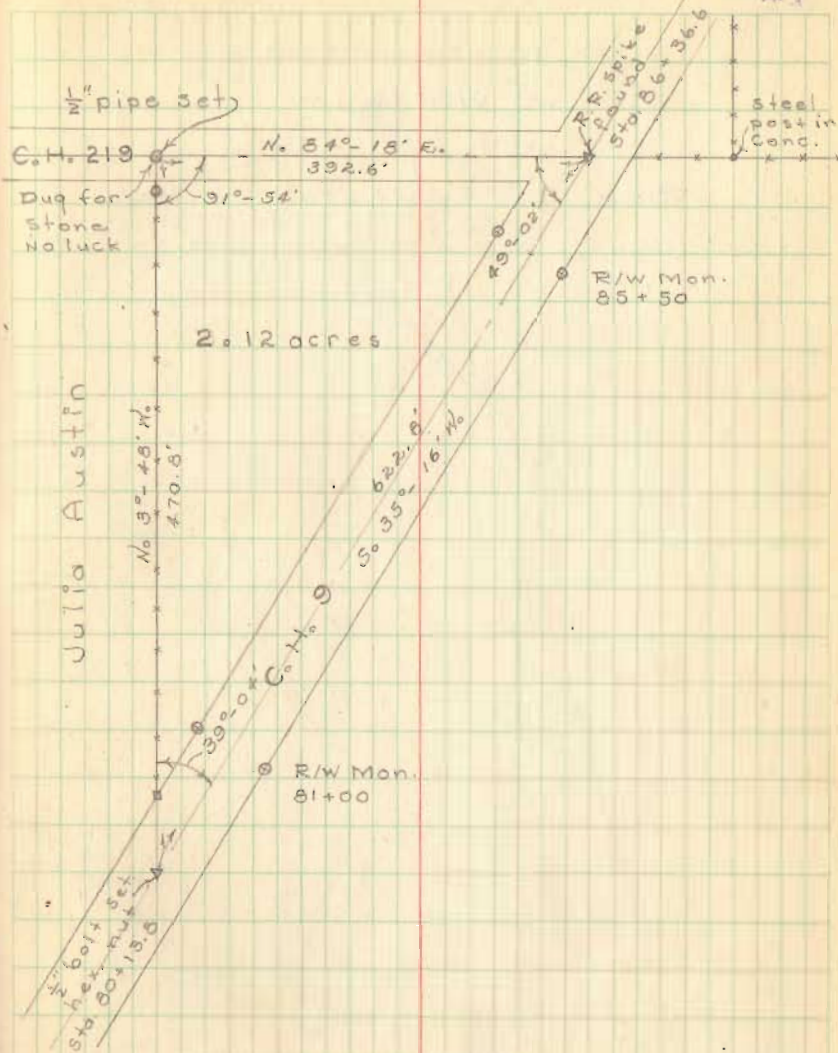 ½" pipe set
C.H. 219
N. 84°-18' E.
392.6'
Dug for
stone
No luck
91°-54'
R.R. spike
found
Sta. 86+36.6
steel
post in
conc.
49°-02'
R/W Mon.
85+50
2.12 acres
Julia Austin
N. 3°-48' W.
470.8'
622.8'
S. 35°-16' W.
C.H. 9
39°-04'
R/W Mon.
81+00
½" bolt set
hex. nut
Sta. 80+13.8